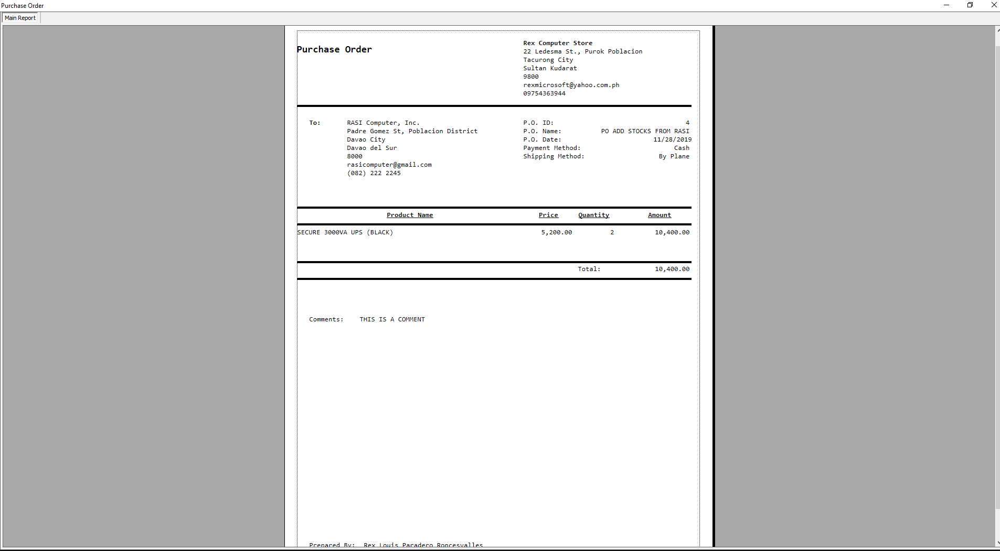 Purchase Order
Main Report
Purchase Order
Rex Computer Store
22 Ledesma St., Purok Poblacion
Tacurong City
Sultan Kudarat
9800
rexmicrosoft@yahoo.com.ph
09754363944
To: RASI Computer, Inc.
Padre Gomez St, Poblacion District
Davao City
Davao del Sur
8000
rasicomputer@gmail.com
(082) 222 2245
P.O. ID: 4
P.O. Name: PO ADD STOCKS FROM RASI
P.O. Date: 11/28/2019
Payment Method: Cash
Shipping Method: By Plane
Product Name Price Quantity Amount
SECURE 3000VA UPS (BLACK) 5,200.00 2 10,400.00
Total: 10,400.00
Comments: THIS IS A COMMENT
Prepared By: Rex Louis Paradero Roncesvalles